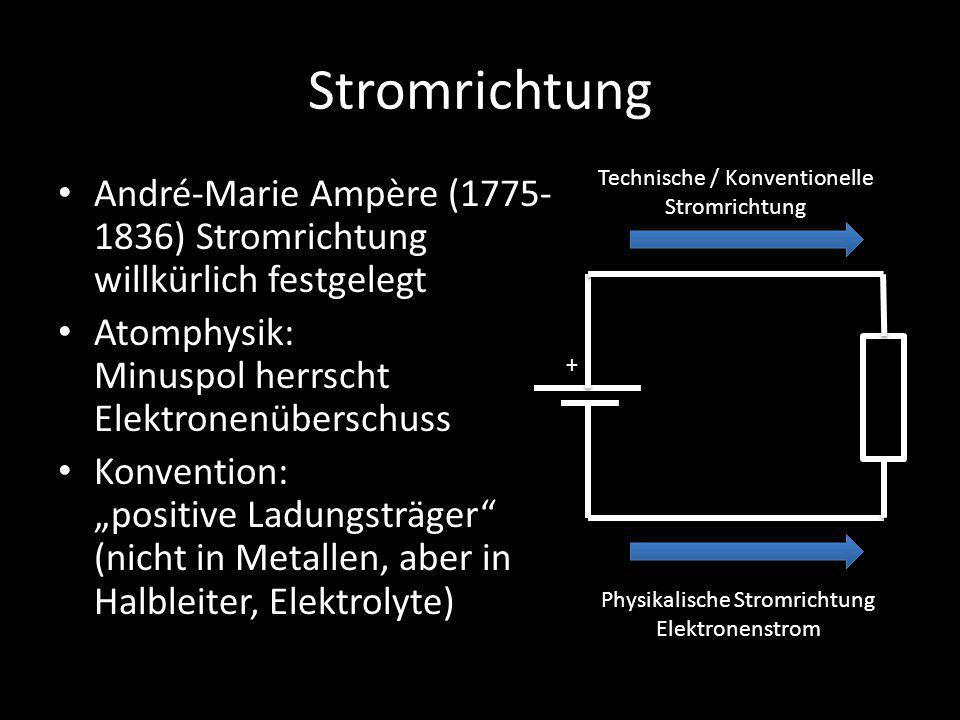 Stromrichtung
• André-Marie Ampère (1775-
1836) Stromrichtung
willkürlich festgelegt
• Atomphysik:
Minuspol herrscht
Elektronenüberschuss
• Konvention:
„positive Ladungsträger“
(nicht in Metallen, aber in
Halbleiter, Elektrolyte)
Technische / Konventionelle
Stromrichtung
+
Physikalische Stromrichtung
Elektronenstrom